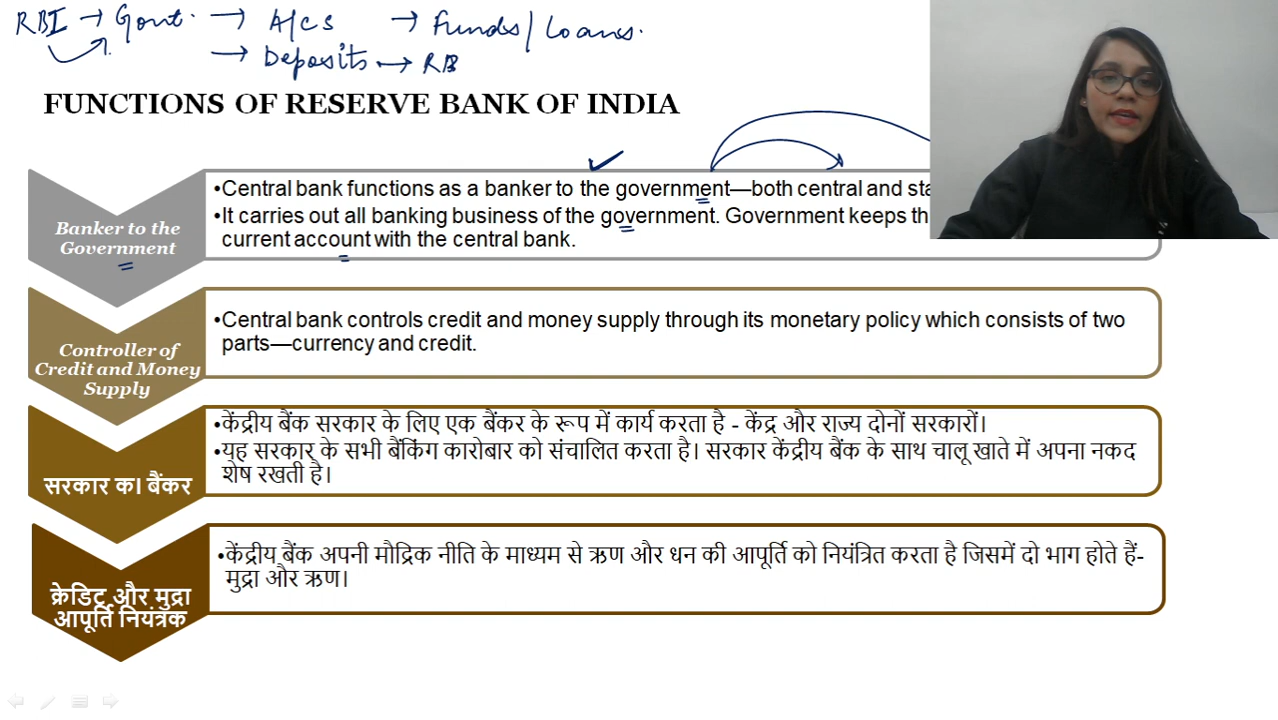 RBI → Govt. → A/cs → Funds/Loans.
→ Deposits → RB
FUNCTIONS OF RESERVE BANK OF INDIA
Banker to the
Government
•Central bank functions as a banker to the government—both central and
•It carries out all banking business of the government. Government keeps
current account with the central bank.
Controller of
Credit and Money
Supply
•Central bank controls credit and money supply through its monetary policy which consists of two
parts—currency and credit.
सरकार का बैंकर
•केंद्रीय बैंक सरकार के लिए एक बैंकर के रूप में कार्य करता है - केंद्र और राज्य दोनों सरकारों।
•यह सरकार के सभी बैंकिंग कारोबार को संचालित करता है। सरकार केंद्रीय बैंक के साथ चालू खाते में अपना नकद
शेष रखती है।
क्रेडिट और मुद्रा
आपूर्ति नियंत्रक
•केंद्रीय बैंक अपनी मौद्रिक नीति के माध्यम से ऋण और धन की आपूर्ति को नियंत्रित करता है जिसमें दो भाग होते हैं-
मुद्रा और ऋण।